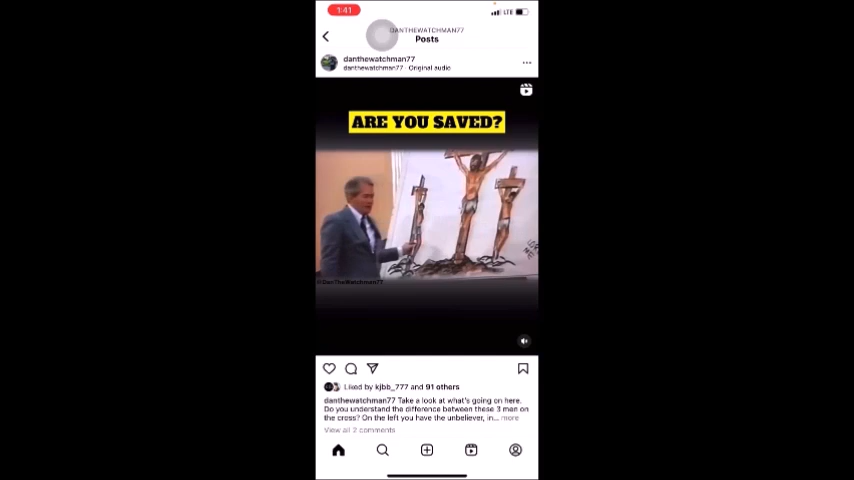 1:41
LTE
DANTHEWATCHMAN77
Posts
danthewatchman77
danthewatchman77 · Original audio
ARE YOU SAVED?
@DanTheWatchman77
Liked by kjbb_777 and 91 others
danthewatchman77 Take a look at what's going on here.
Do you understand the difference between these 3 men on
the cross? On the left you have the unbeliever, in... more
View all 2 comments